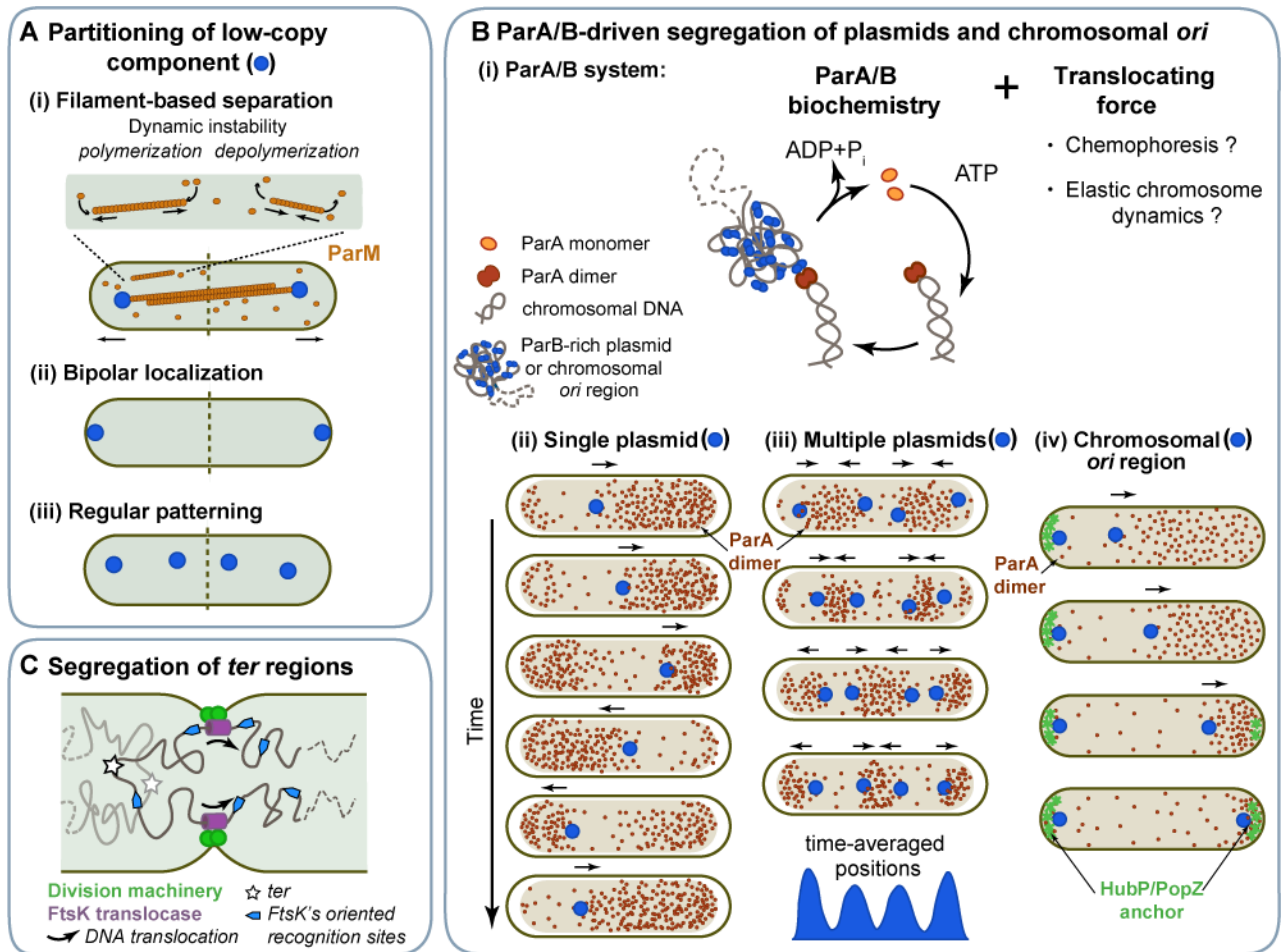 A Partitioning of low-copy
component (●)
(i) Filament-based separation
Dynamic instability
polymerization depolymerization
ParM
(ii) Bipolar localization
(iii) Regular patterning
B ParA/B-driven segregation of plasmids and chromosomal ori
(i) ParA/B system:
ParA/B
biochemistry
+
Translocating
force
· Chemophoresis ?
· Elastic chromosome
dynamics ?
ADP+Pi
ATP
ParA monomer
ParA dimer
chromosomal DNA
ParB-rich plasmid
or chromosomal
ori region
(ii) Single plasmid (●)
(iii) Multiple plasmids (●)
(iv) Chromosomal (●)
ori region
Time
ParA
dimer
ParA
dimer
time-averaged
positions
HubP/PopZ
anchor
C Segregation of ter regions
Division machinery
FtsK translocase
DNA translocation
ter
FtsK's oriented
recognition sites